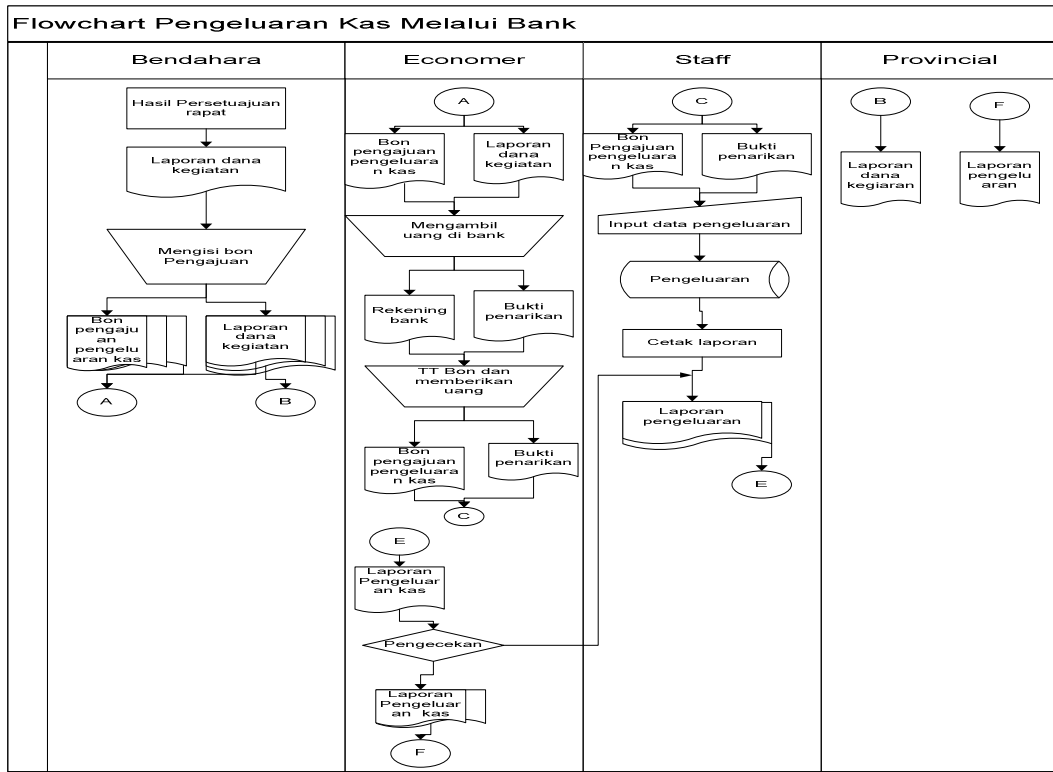 Flowchart Pengeluaran Kas Melalui Bank
Bendahara
Economer
Staff
Provincial
Hasil Persetuajuan
rapat
Laporan dana
kegiatan
Mengisi bon
Pengajuan
Bon
pengaju
an
pengelu
aran kas
Laporan
dana
kegiatan
A
B
A
Bon
pengajuan
pengeluara
n kas
Laporan
dana
kegiatan
Mengambil
uang di bank
Rekening
bank
Bukti
penarikan
TT Bon dan
memberikan
uang
Bon
pengajuan
pengeluara
n kas
Bukti
penarikan
C
E
Laporan
Pengeluar
an kas
Pengecekan
Laporan
Pengeluar
an kas
F
C
Bon
Pengajuan
pengeluara
n kas
Bukti
penarikan
Input data pengeluaran
Pengeluaran
Cetak laporan
Laporan
pengeluaran
E
B
Laporan
dana
kegiaran
F
Laporan
pengelu
aran